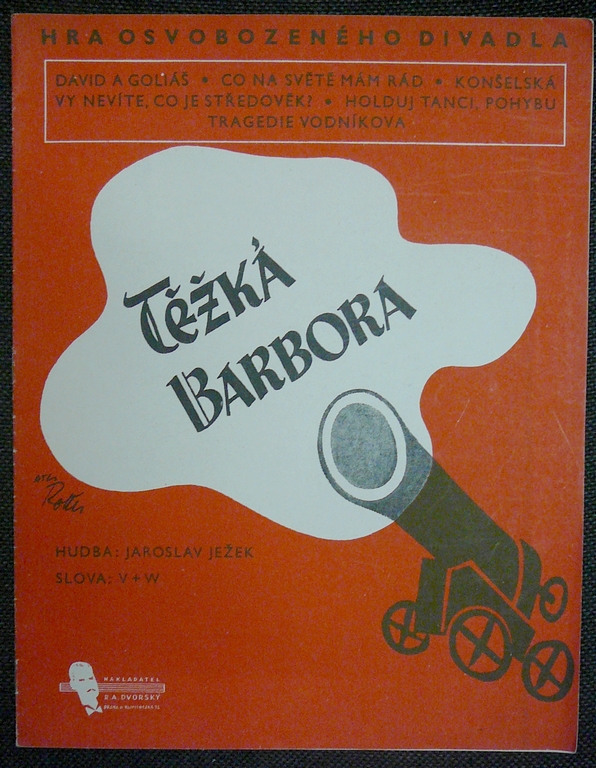 HRA OSVOBOZENÉHO DIVADLA
DAVID A GOLIÁŠ • CO NA SVĚTĚ MÁM RÁD • KONŠELSKÁ
VY NEVÍTE, CO JE STŘEDOVĚK? • HOLDUJ TANCI, POHYBU
TRAGEDIE VODNÍKOVA
TĚŽKÁ
BARBORA
HUDBA: JAROSLAV JEŽEK
SLOVA: V + W
NAKLADATEL
R. A. DVORSKÝ